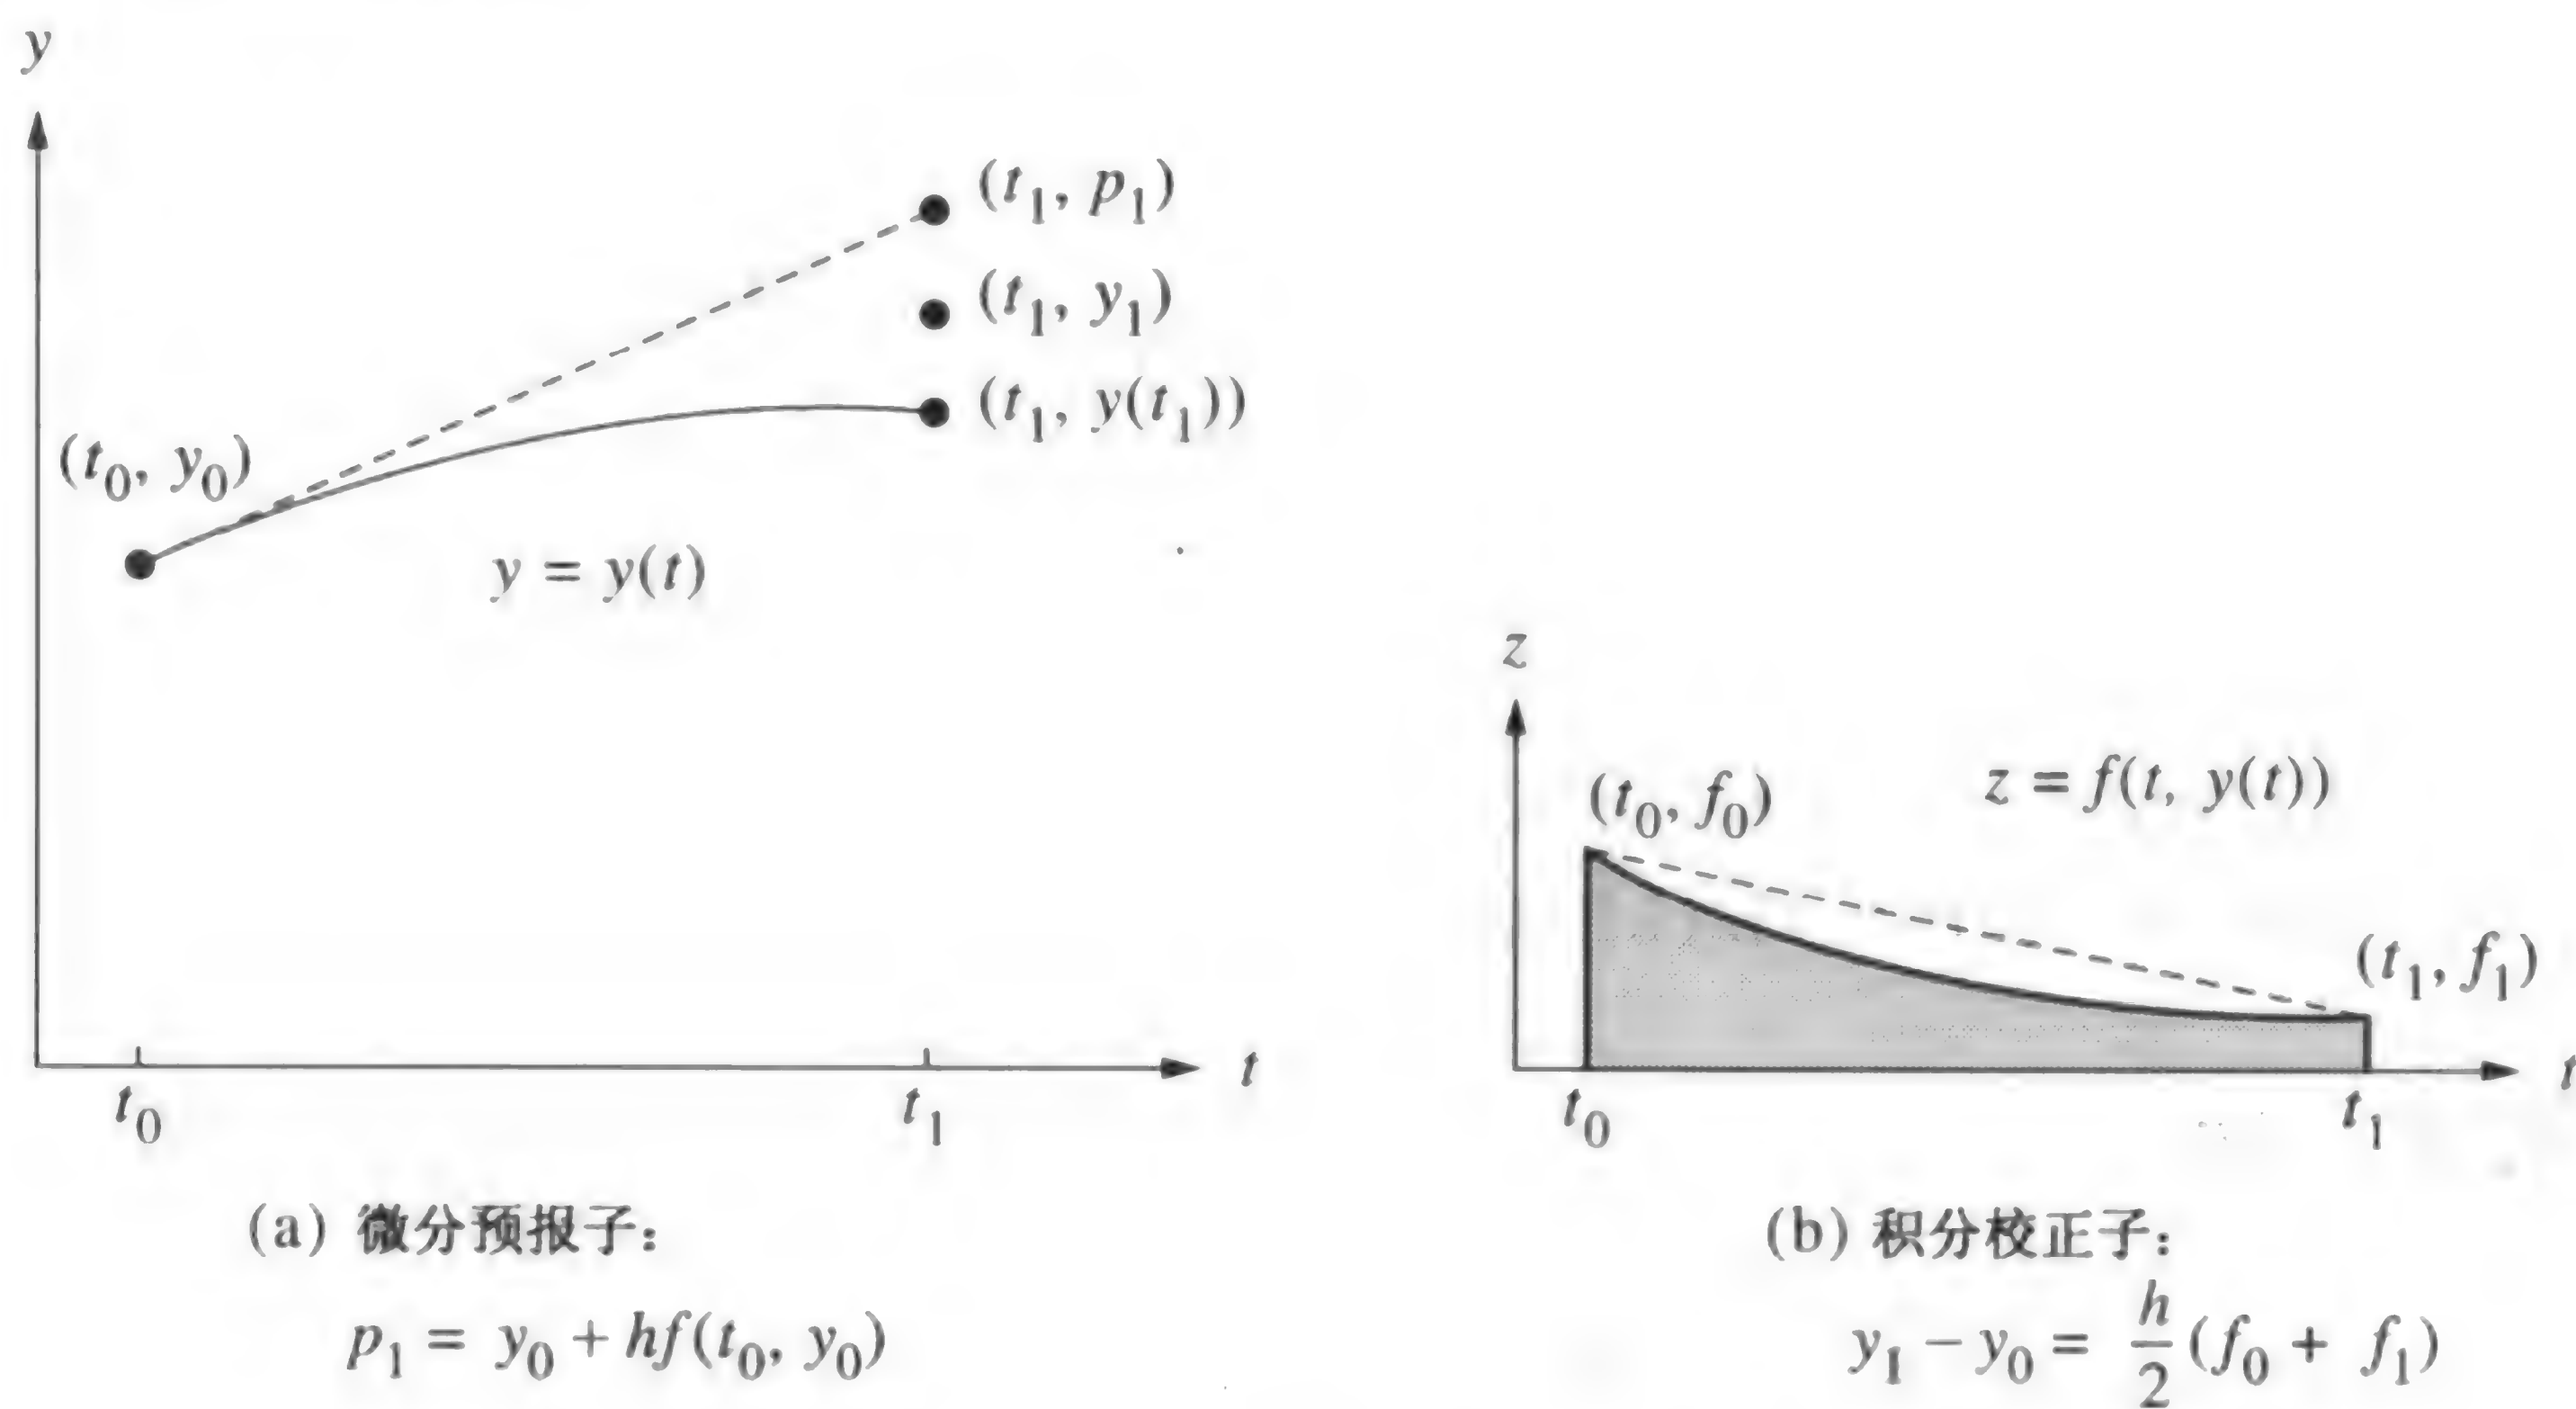 y
(t₁, p₁)
(t₁, y₁)
(t₁, y(t₁))
(t₀, y₀)
y = y(t)
t
t₀
t₁
(a) 微分预报子:
p₁ = y₀ + hf(t₀, y₀)
z
(t₀, f₀)
z = f(t, y(t))
(t₁, f₁)
t
t₀
t₁
(b) 积分校正子:
y₁ − y₀ = h/2 (f₀ + f₁)